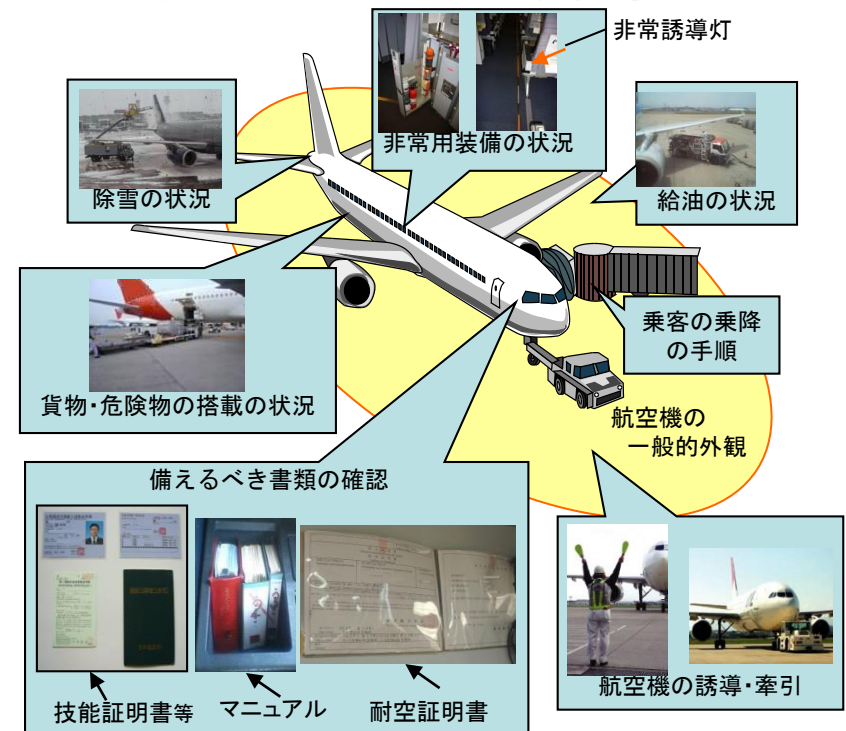 非常誘導灯
非常用装備の状況
除雪の状況
給油の状況
乗客の乗降
の手順
貨物・危険物の搭載の状況
航空機の
一般的外観
備えるべき書類の確認
技能証明書等
マニュアル
耐空証明書
航空機の誘導・牽引